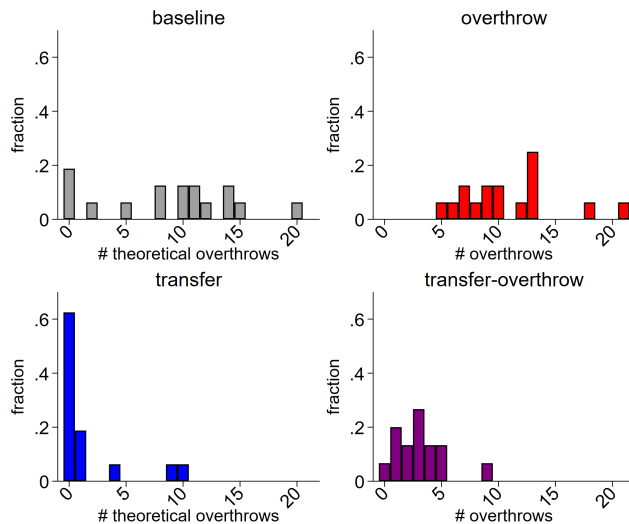 baseline
fraction
.6
.4
.2
0
0 5 10 15 20
# theoretical overthrows
overthrow
fraction
.6
.4
.2
0
0 5 10 15 20
# overthrows
transfer
fraction
.6
.4
.2
0
0 5 10 15 20
# theoretical overthrows
transfer-overthrow
fraction
.6
.4
.2
0
0 5 10 15 20
# overthrows